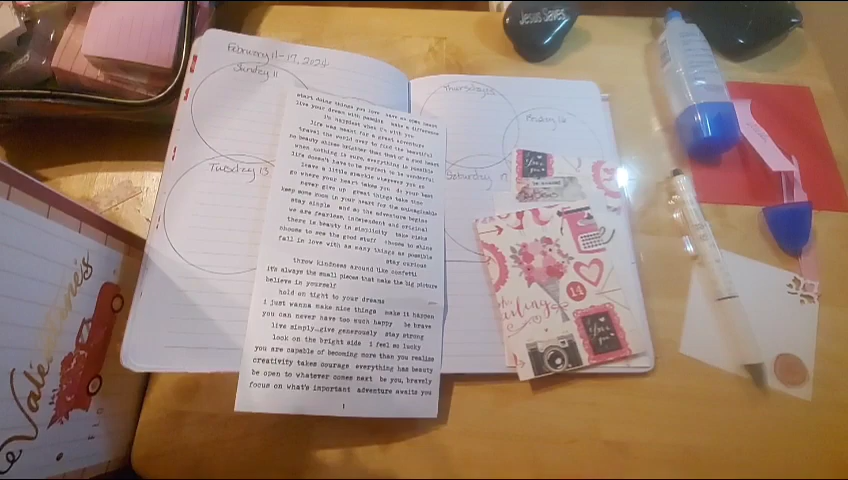 Jesus Saves
February 11-17, 2024
Sunday 11
Thursday 15
Friday 16
Tuesday 13
Saturday 17
start doing things you love
live your dream with passion make a difference
i'm happiest when i'm with you
life was meant for a great adventure
travel the world over to find the beautiful
no beauty shines brighter than that of a good heart
when nothing is sure, everything is possible
life doesn't have to be perfect to be wonderful
leave a little sparkle wherever you go
go where your heart takes you do your best
never give up great things take time
keep some room in your heart for the unimaginable
stay simple and so the adventure begins
we are fearless, independent and original
there is beauty in simplicity take risks
choose to see the good stuff choose to shine
fall in love with as many things as possible
stay curious
throw kindness around like confetti
it's always the small pieces that make the big picture
believe in yourself
hold on tight to your dreams
i just wanna make nice things make it happen
you can never have too much happy be brave
live simply...give generously stay strong
look on the bright side i feel so lucky
you are capable of becoming more than you realize
creativity takes courage everything has beauty
be open to whatever comes next be you, bravely
focus on what's important adventure awaits you
1
14
Valentine's